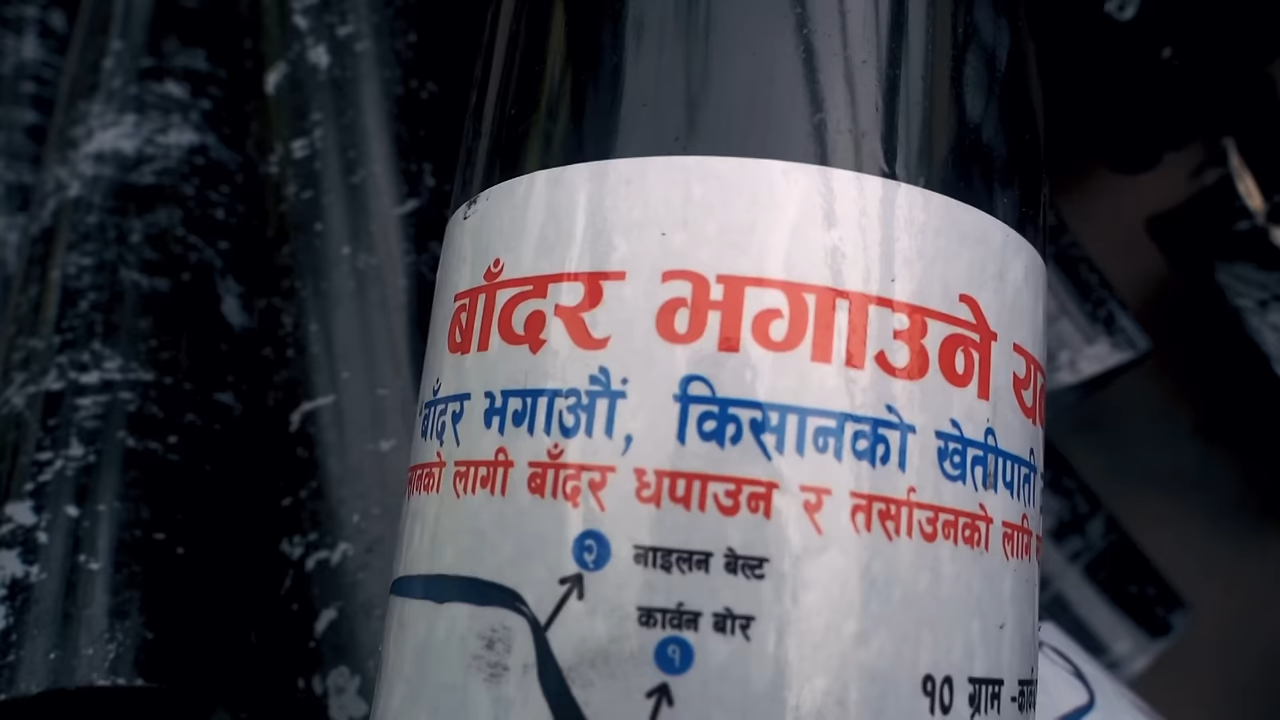 बाँदर भगाउने
बाँदर भगाऔं, किसानको खेतीपाती
लागी बाँदर धपाउन र तर्साउनको लागि
२ नाइलन बेल्ट
कार्वन बोर
१
१० ग्राम -